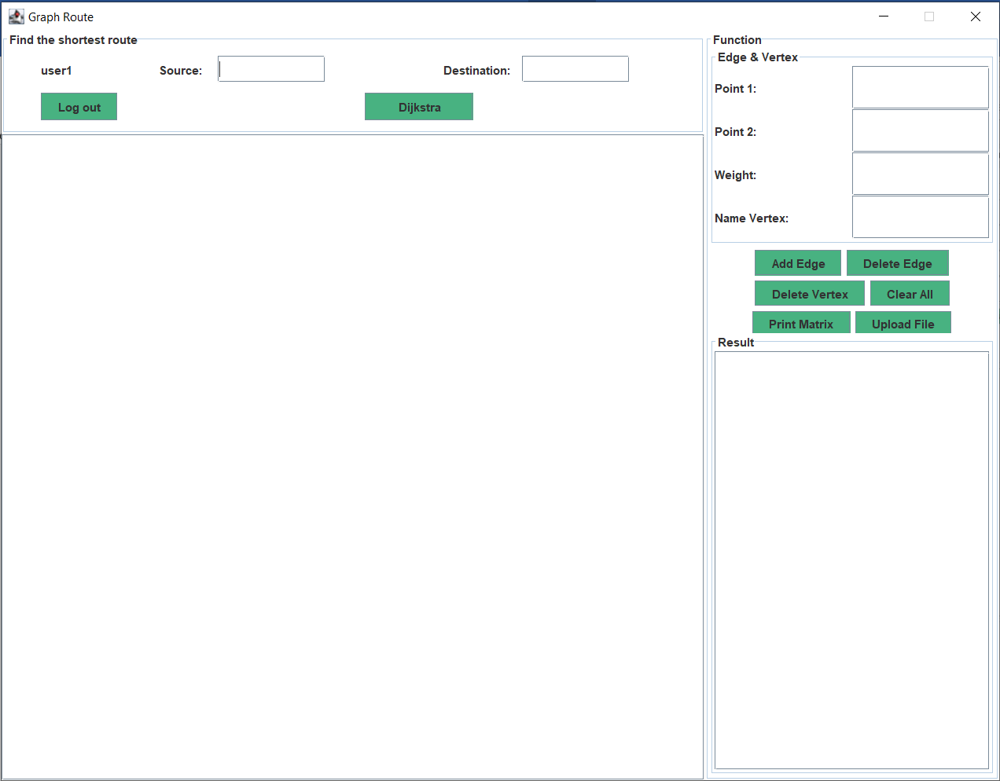 Graph Route
Find the shortest route
user1 Source: Destination:
Log out Dijkstra
Function
Edge & Vertex
Point 1:
Point 2:
Weight:
Name Vertex:
Add Edge Delete Edge
Delete Vertex Clear All
Print Matrix Upload File
Result